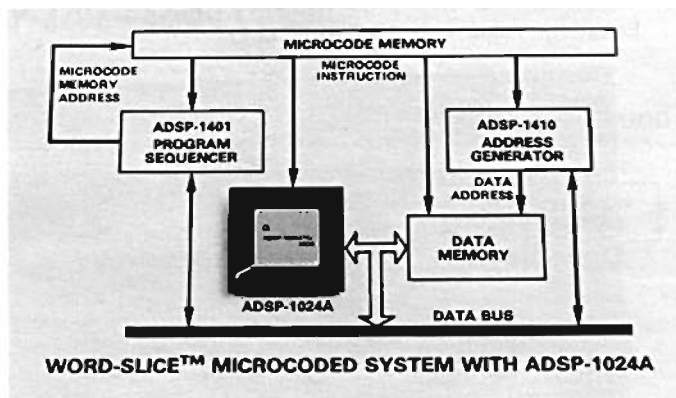 MICROCODE MEMORY
MICROCODE
MEMORY
ADDRESS
MICROCODE
INSTRUCTION
ADSP-1401
PROGRAM
SEQUENCER
ADSP-1410
ADDRESS
GENERATOR
DATA
ADDRESS
DATA
MEMORY
ADSP-1024A
DATA BUS
WORD-SLICE™ MICROCODED SYSTEM WITH ADSP-1024A